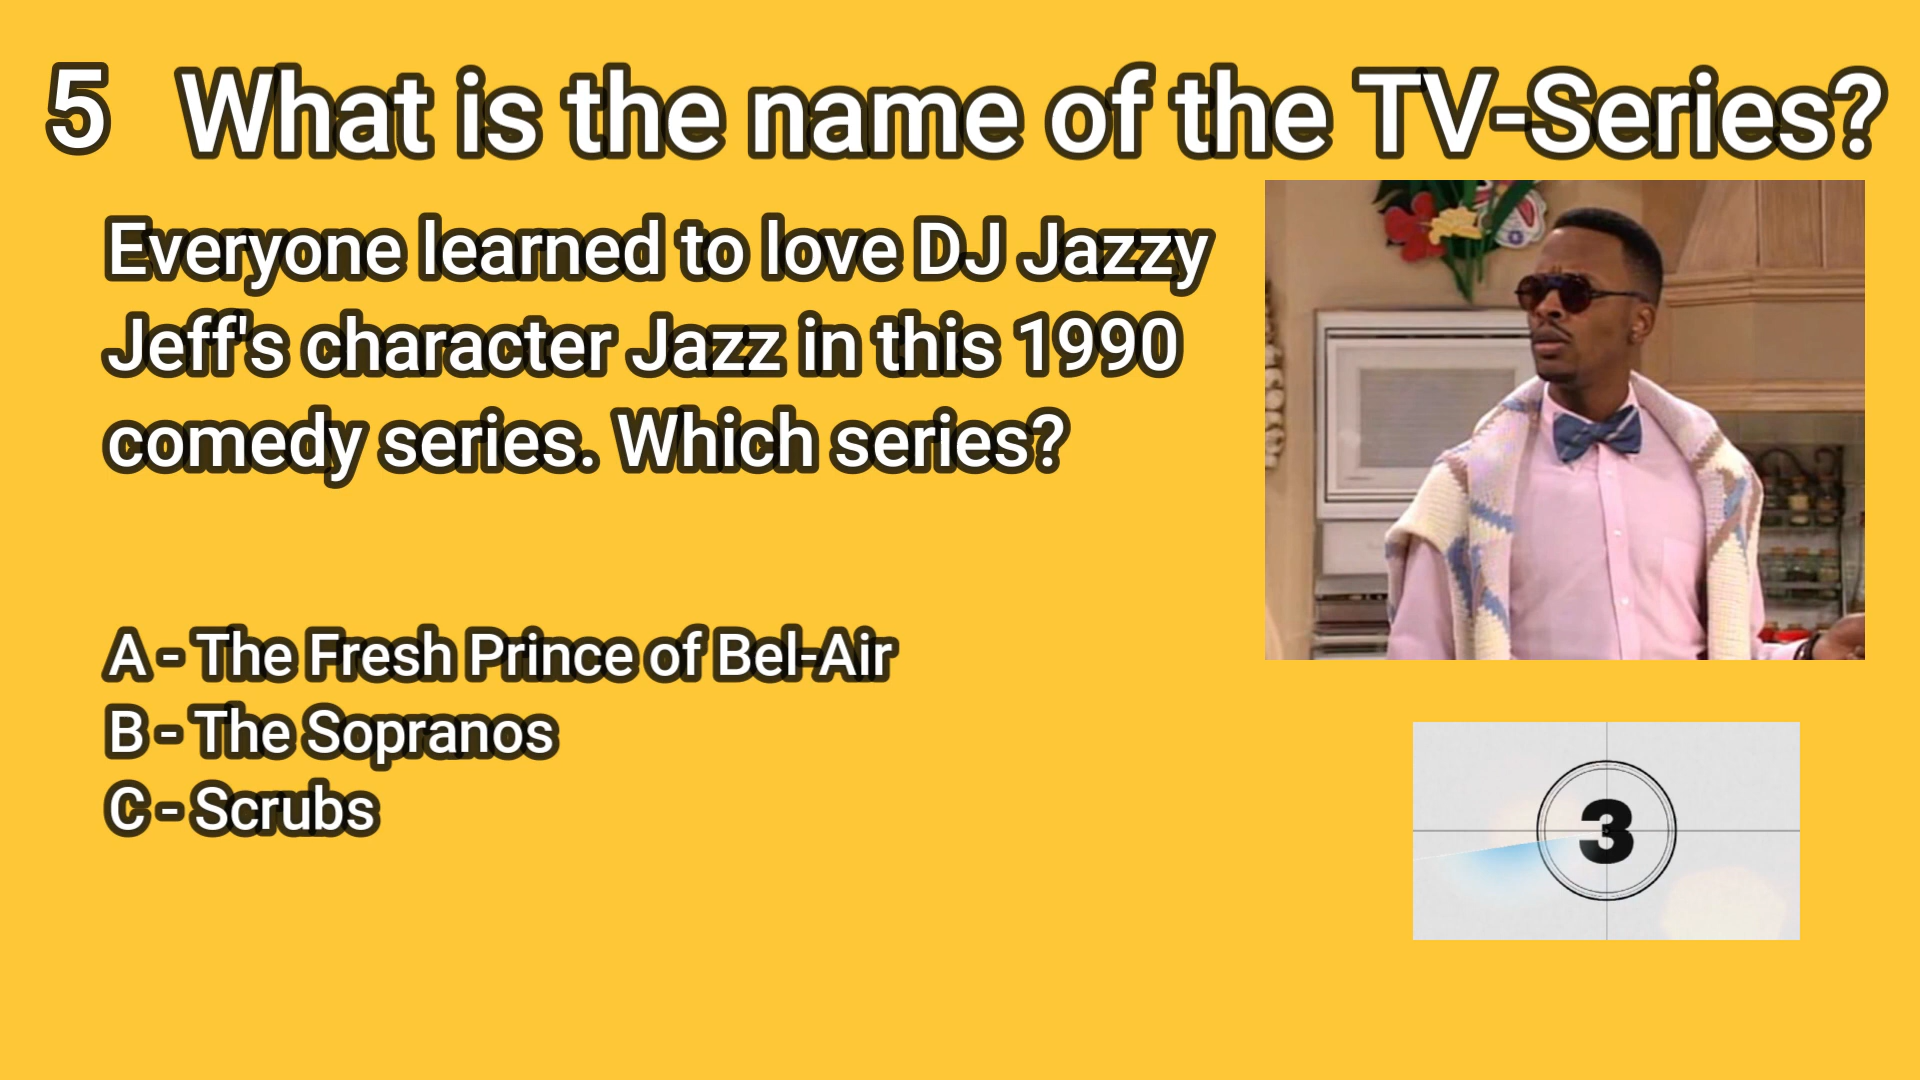 5 What is the name of the TV-Series?
Everyone learned to love DJ Jazzy
Jeff's character Jazz in this 1990
comedy series. Which series?
A - The Fresh Prince of Bel-Air
B - The Sopranos
C - Scrubs
3